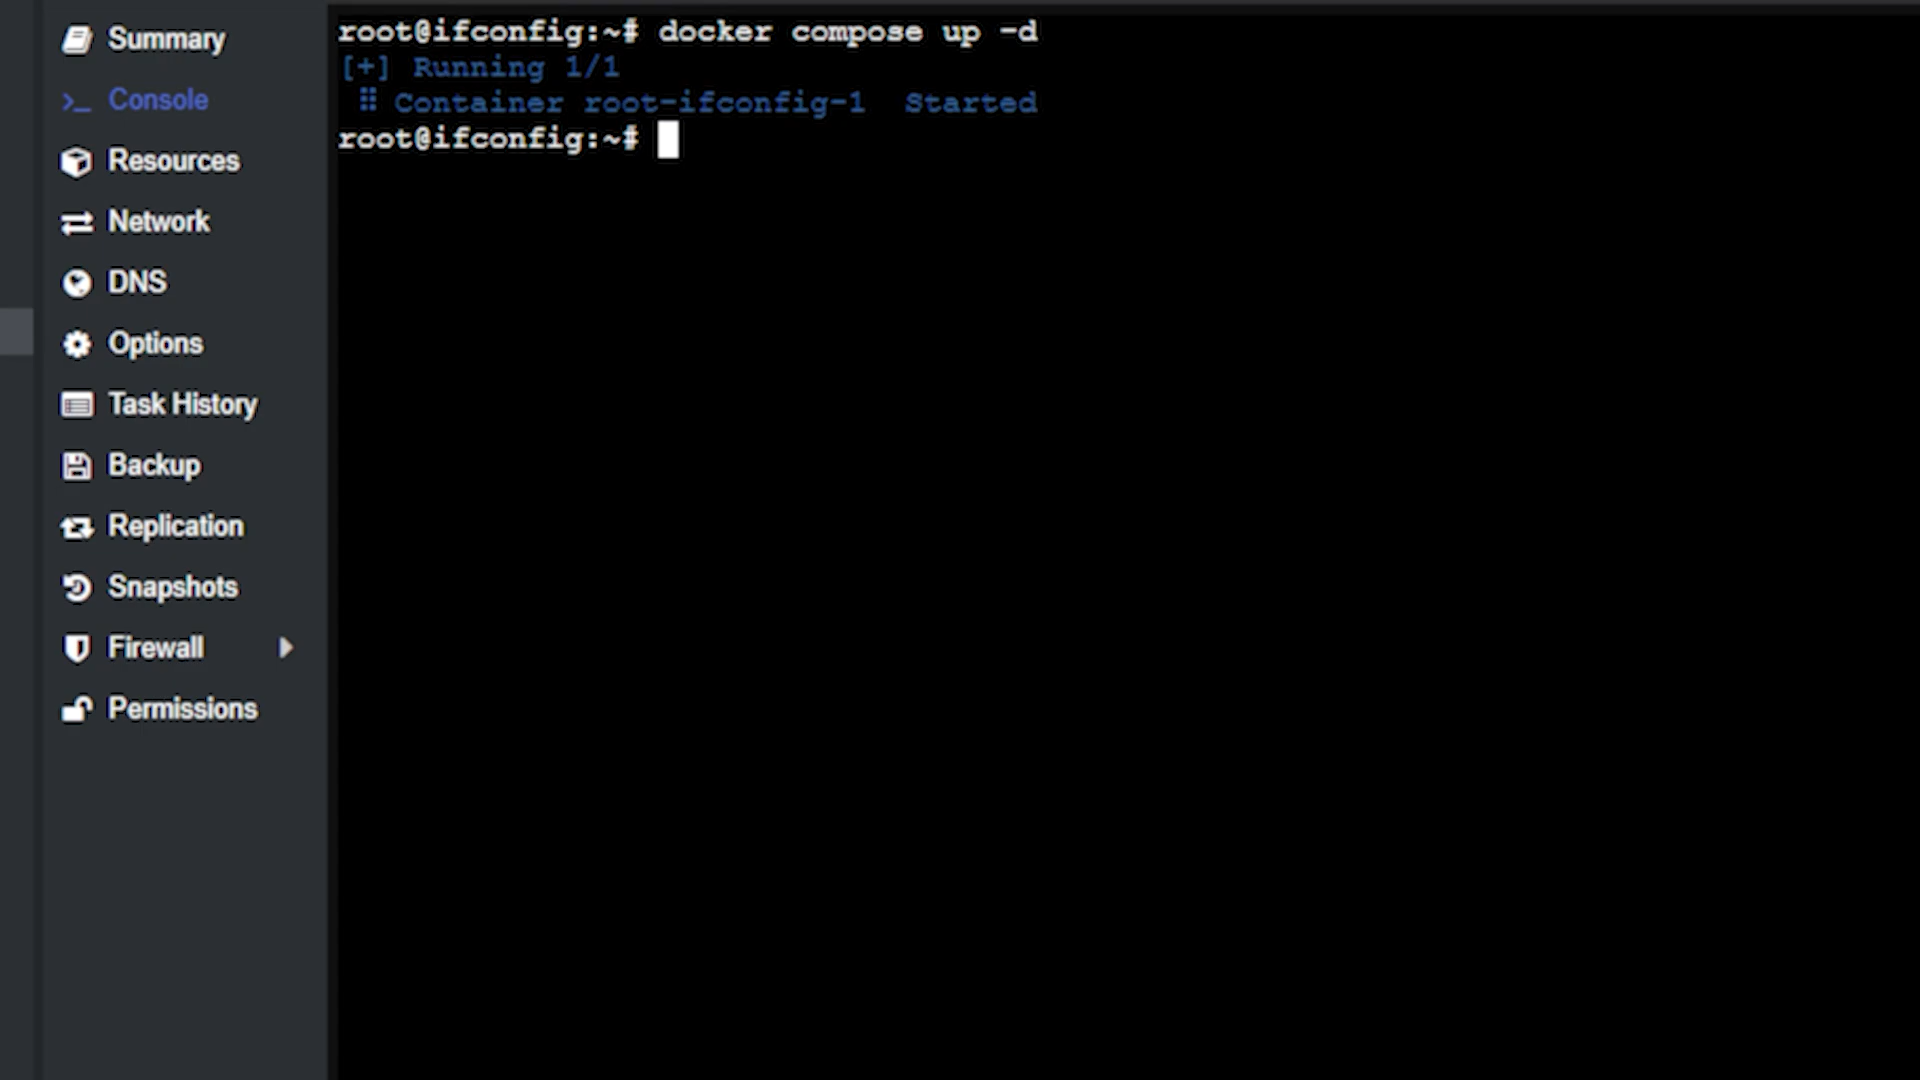 Summary
Console
Resources
Network
DNS
Options
Task History
Backup
Replication
Snapshots
Firewall
Permissions
root@ifconfig:~# docker compose up -d
[+] Running 1/1
⠿ Container root-ifconfig-1  Started
root@ifconfig:~#